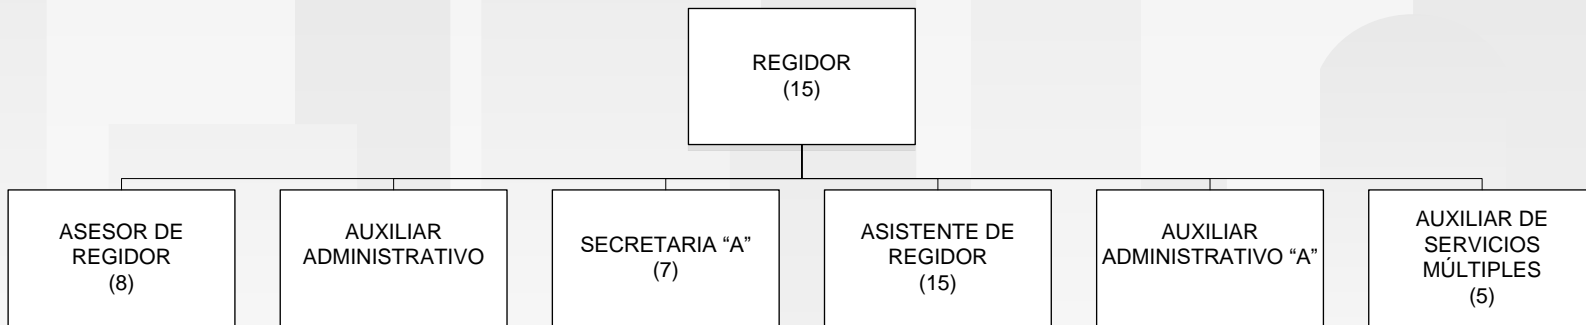 REGIDOR
(15)
ASESOR DE
REGIDOR
(8)
AUXILIAR
ADMINISTRATIVO
SECRETARIA “A”
(7)
ASISTENTE DE
REGIDOR
(15)
AUXILIAR
ADMINISTRATIVO “A”
AUXILIAR DE
SERVICIOS
MÚLTIPLES
(5)